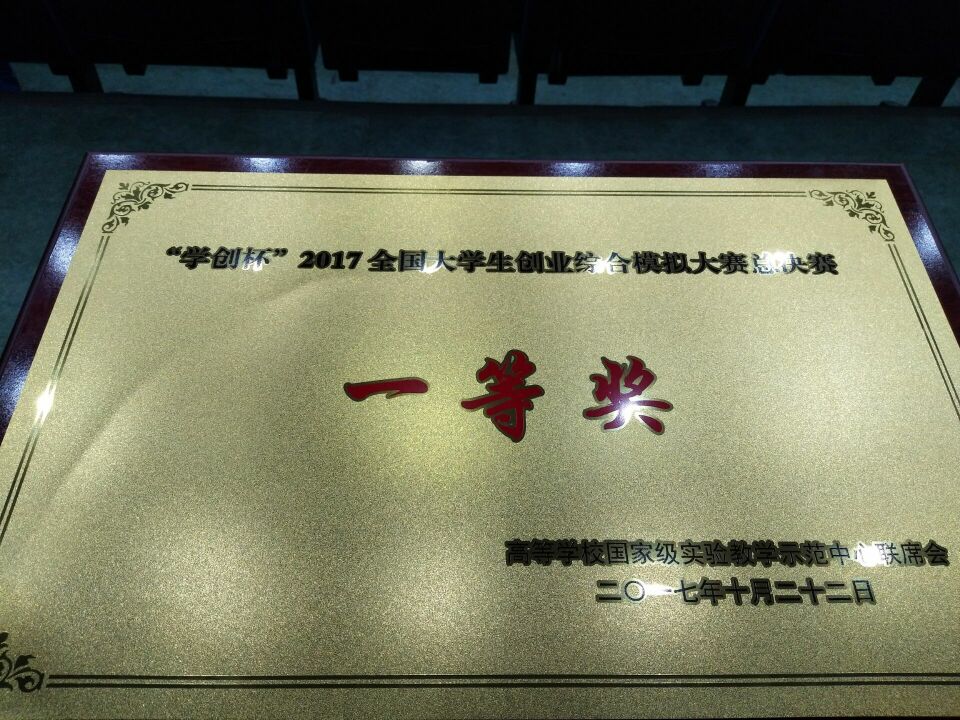 “学创杯”2017全国大学生创业综合模拟大赛总决赛
一等奖
高等学校国家级实验教学示范中心联席会
二〇一七年十月二十二日